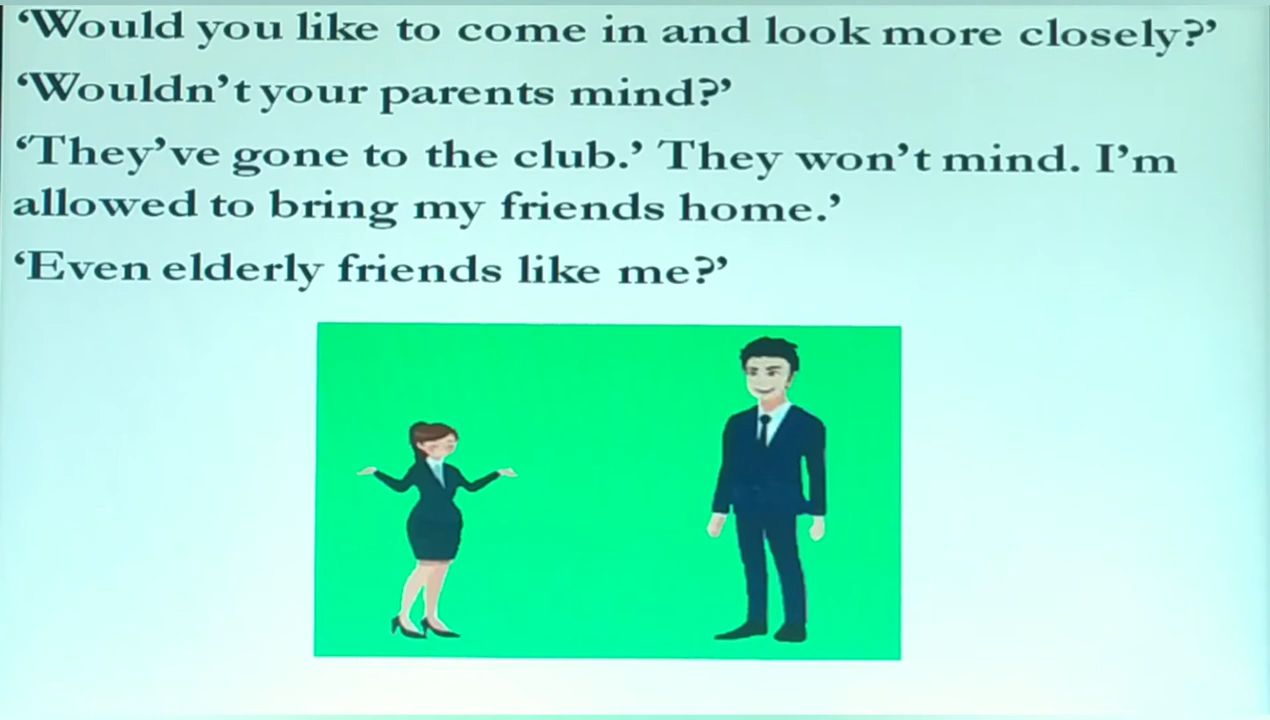 ‘Would you like to come in and look more closely?’
‘Wouldn’t your parents mind?’
‘They’ve gone to the club.’ They won’t mind. I’m
allowed to bring my friends home.’
‘Even elderly friends like me?’